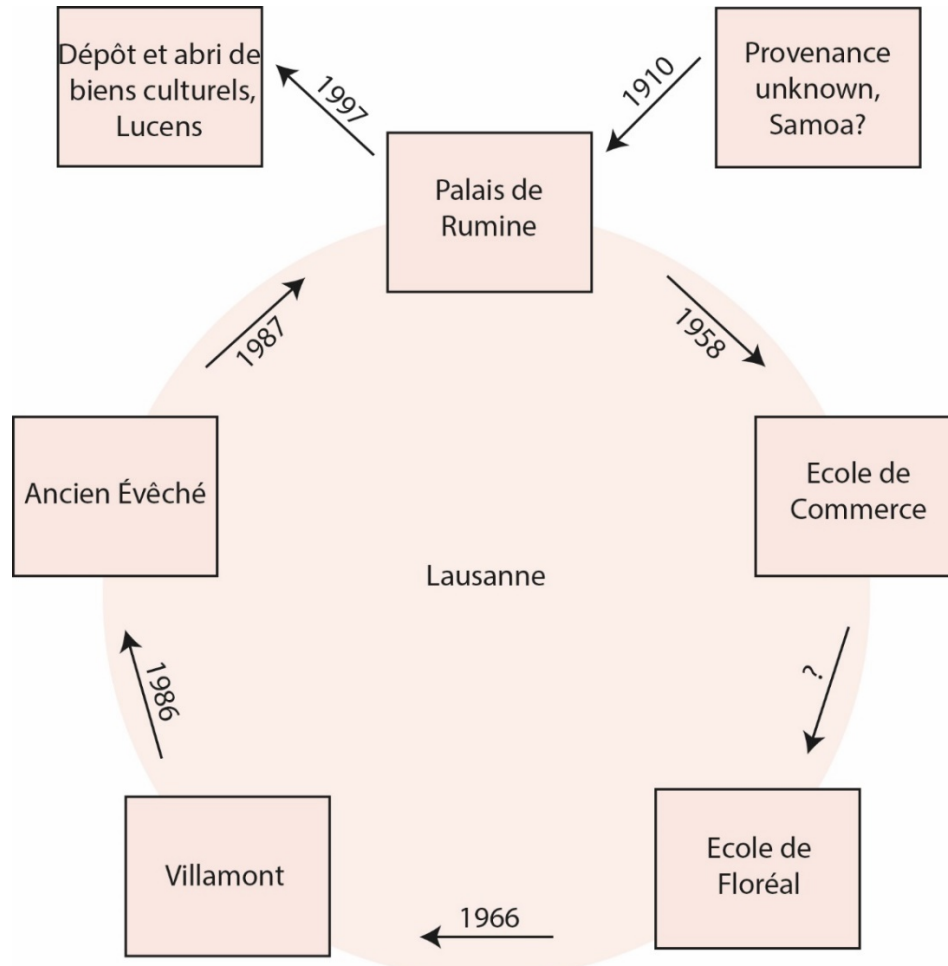 Dépôt et abri de
biens culturels,
Lucens
1997
1910
Provenance
unknown,
Samoa?
Palais de
Rumine
1987
1958
Ancien Évêché
Ecole de
Commerce
Lausanne
1986
?
Villamont
1966
Ecole de
Floréal